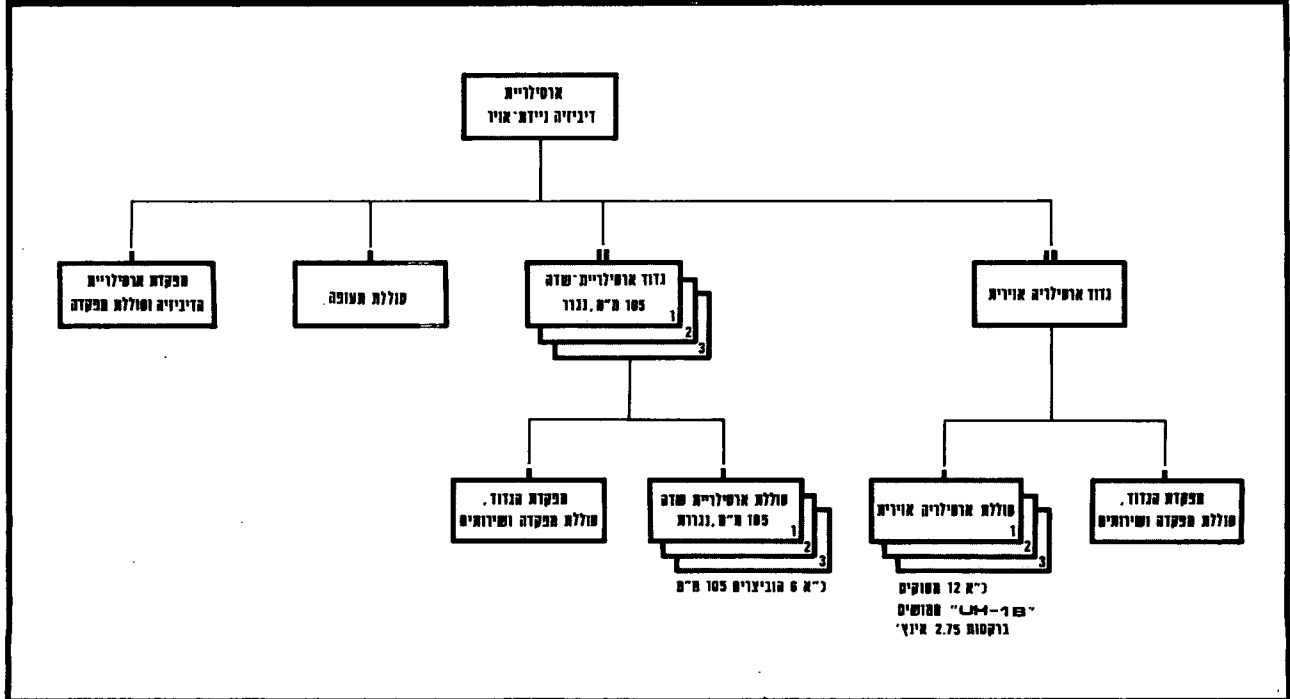 ארטילריית
דיביזיה ניידת־אויר
גדוד ארטילריה אוירית
גדוד ארטילריית־שדה
105 מ"מ, נגרר
1
2
3
סוללת תעופה
מפקדת ארטילריית
הדיביזיה וסוללת מפקדה
מפקדת הגדוד,
סוללת מפקדה ושירותים
סוללת ארטילריה אוירית
1
2
3
כ"א 12 מסוקים
"UH-1B" חמושים
ברקטות 2.75 אינץ'
סוללת ארטילריית שדה
105 מ"מ, נגררת
1
2
3
כ"א 6 הוביצרים 105 מ"מ
מפקדת הגדוד,
סוללת מפקדה ושירותים